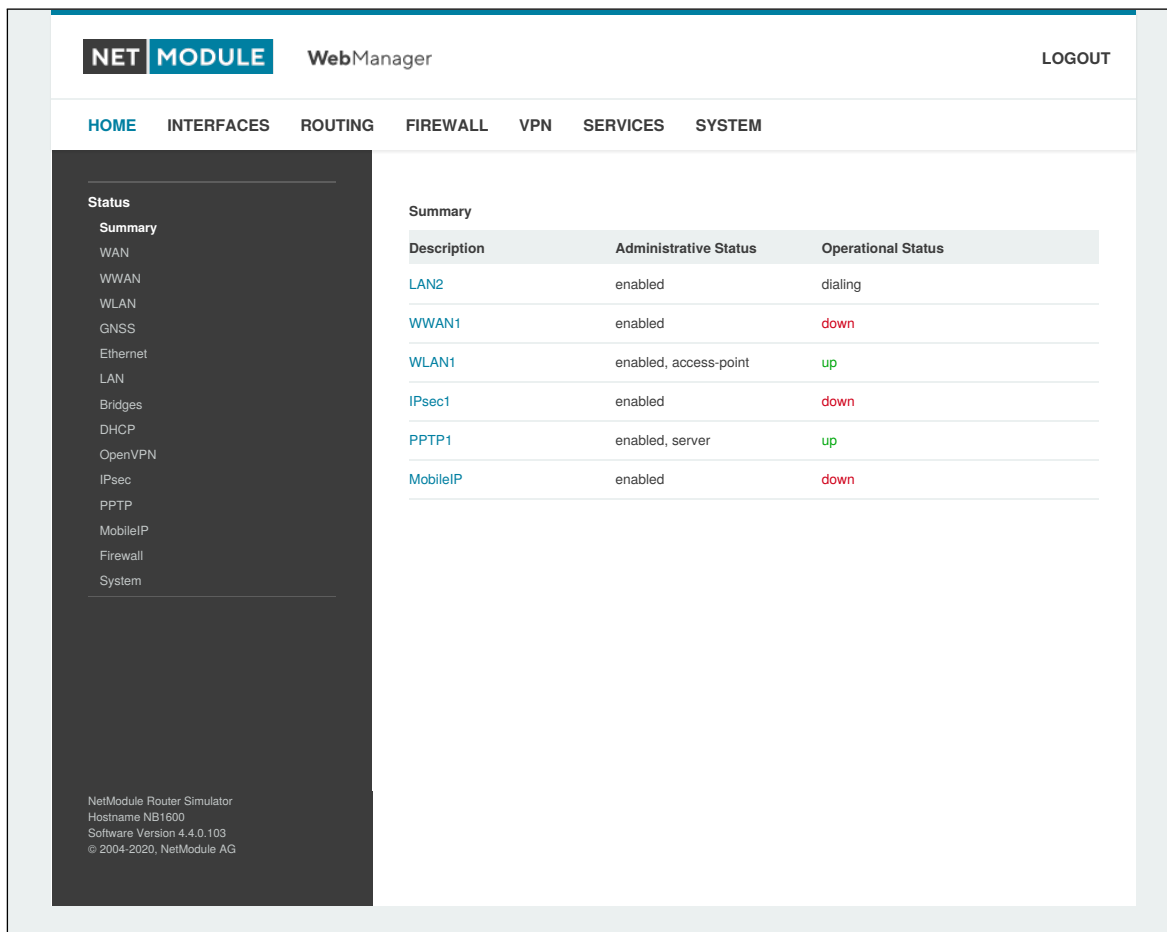 NET MODULE WebManager LOGOUT
HOME INTERFACES ROUTING FIREWALL VPN SERVICES SYSTEM
Status
Summary
WAN
WWAN
WLAN
GNSS
Ethernet
LAN
Bridges
DHCP
OpenVPN
IPsec
PPTP
MobileIP
Firewall
System
NetModule Router Simulator
Hostname NB1600
Software Version 4.4.0.103
© 2004-2020, NetModule AG
Summary
Description Administrative Status Operational Status
LAN2 enabled dialing
WWAN1 enabled down
WLAN1 enabled, access-point up
IPsec1 enabled down
PPTP1 enabled, server up
MobileIP enabled down